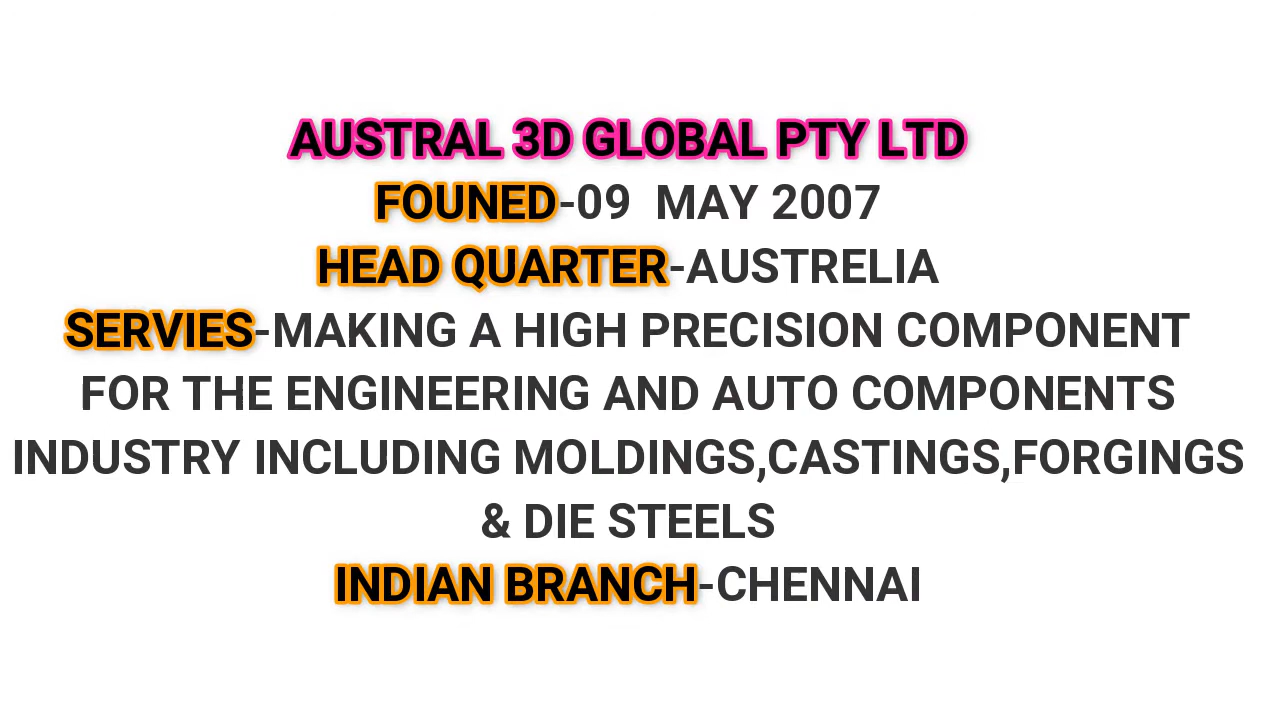 AUSTRAL 3D GLOBAL PTY LTD
FOUNED-09 MAY 2007
HEAD QUARTER-AUSTRELIA
SERVIES-MAKING A HIGH PRECISION COMPONENT
FOR THE ENGINEERING AND AUTO COMPONENTS
INDUSTRY INCLUDING MOLDINGS,CASTINGS,FORGINGS
& DIE STEELS
INDIAN BRANCH-CHENNAI